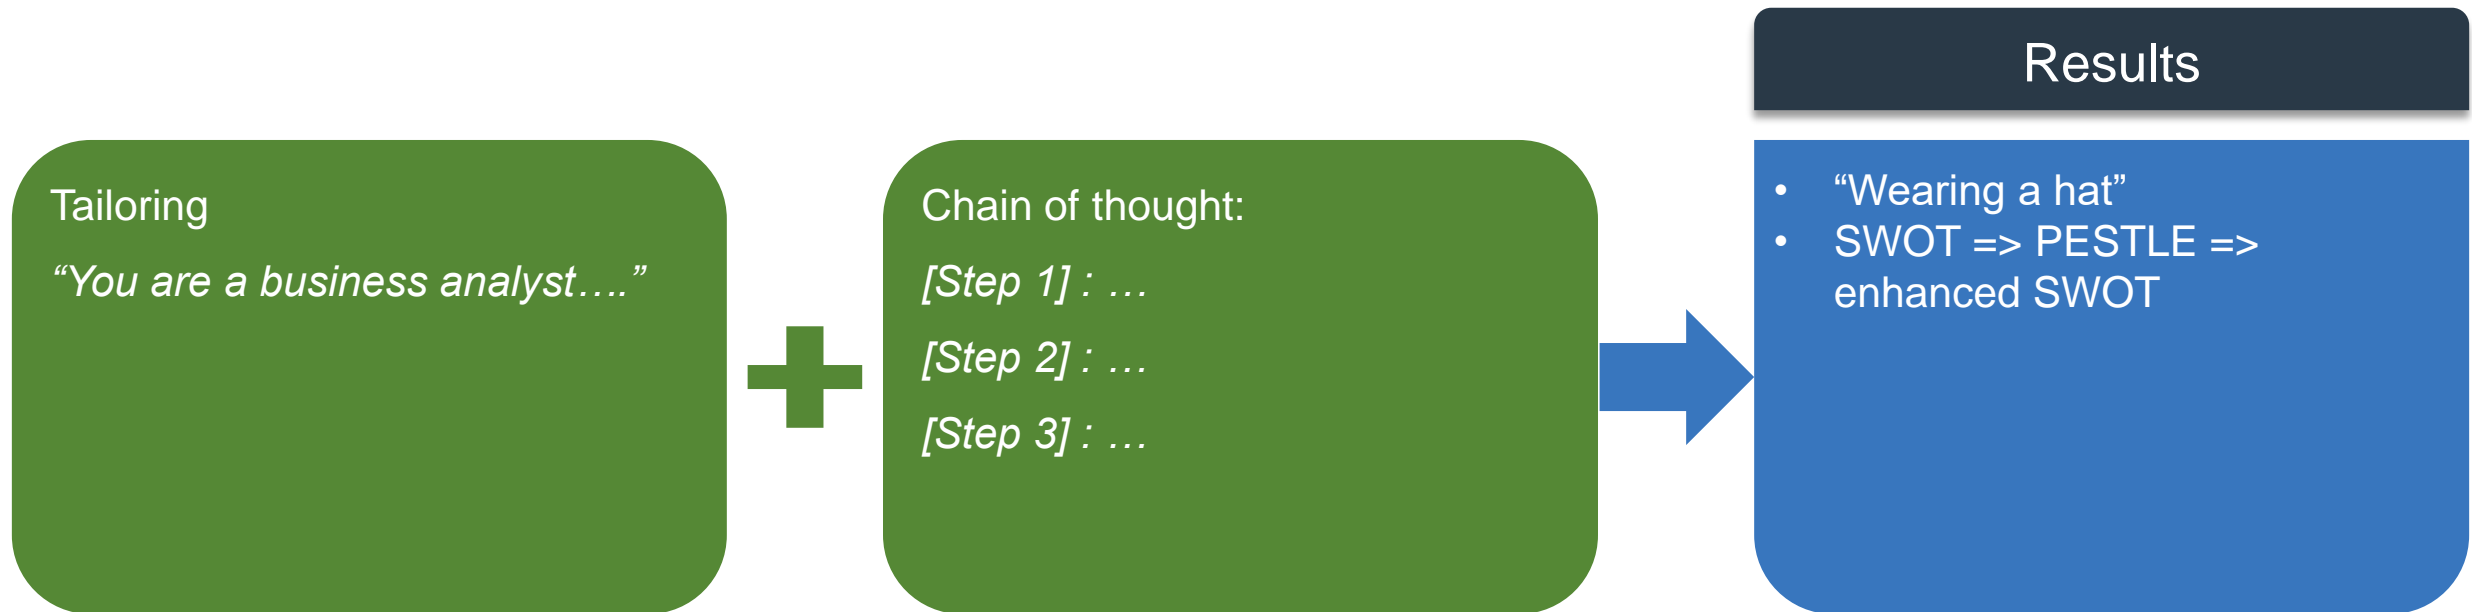 Results
Tailoring
“You are a business analyst….”
Chain of thought:
[Step 1] : …
[Step 2] : …
[Step 3] : …
• “Wearing a hat”
• SWOT => PESTLE =>
enhanced SWOT